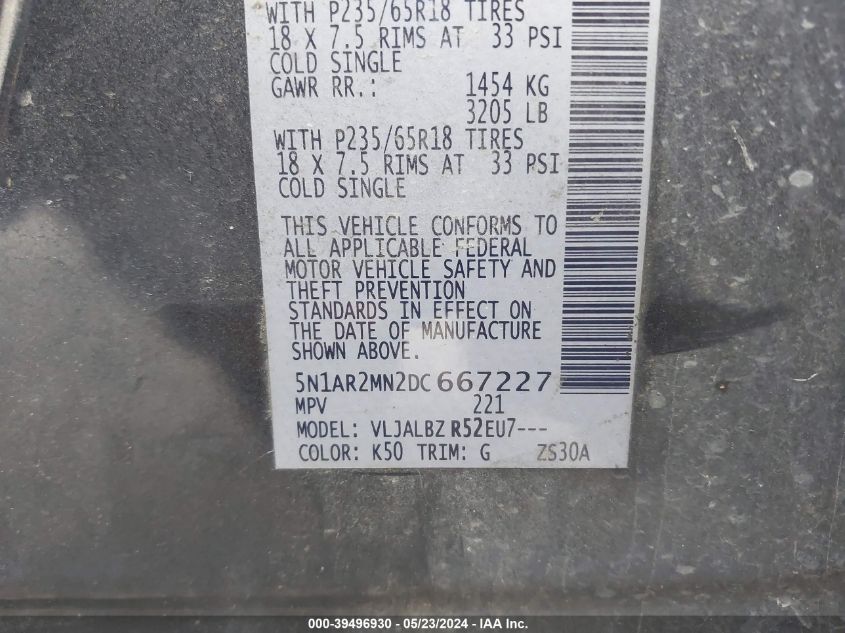 WITH P235/65R18 TIRES
18 X 7.5 RIMS AT 33 PSI
COLD SINGLE
GAWR RR.: 1454 KG
3205 LB
WITH P235/65R18 TIRES
18 X 7.5 RIMS AT 33 PSI
COLD SINGLE
THIS VEHICLE CONFORMS TO
ALL APPLICABLE FEDERAL
MOTOR VEHICLE SAFETY AND
THEFT PREVENTION
STANDARDS IN EFFECT ON
THE DATE OF MANUFACTURE
SHOWN ABOVE.
5N1AR2MN2DC667227
MPV 221
MODEL: VLJALBZ R52EU7---
COLOR: K50 TRIM: G ZS30A
000-39496930 - 05/23/2024 - IAA Inc.